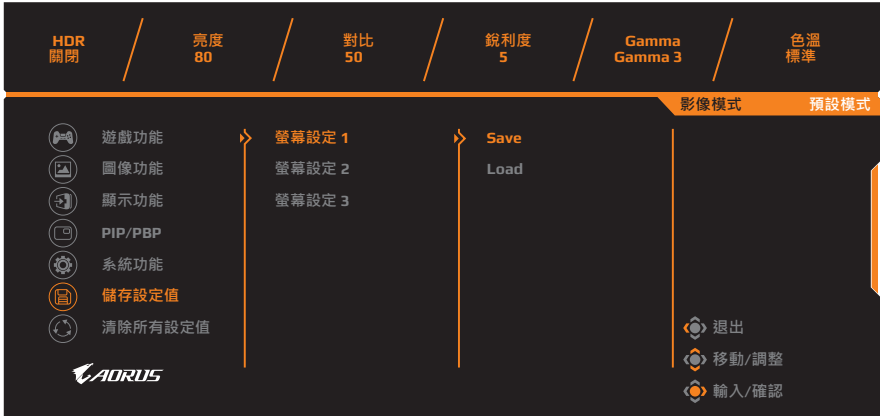 HDR
關閉
亮度
80
對比
50
銳利度
5
Gamma
Gamma 3
色溫
標準
影像模式
預設模式
遊戲功能
圖像功能
顯示功能
PIP/PBP
系統功能
儲存設定值
清除所有設定值
螢幕設定 1
螢幕設定 2
螢幕設定 3
Save
Load
退出
移動/調整
輸入/確認
AORUS